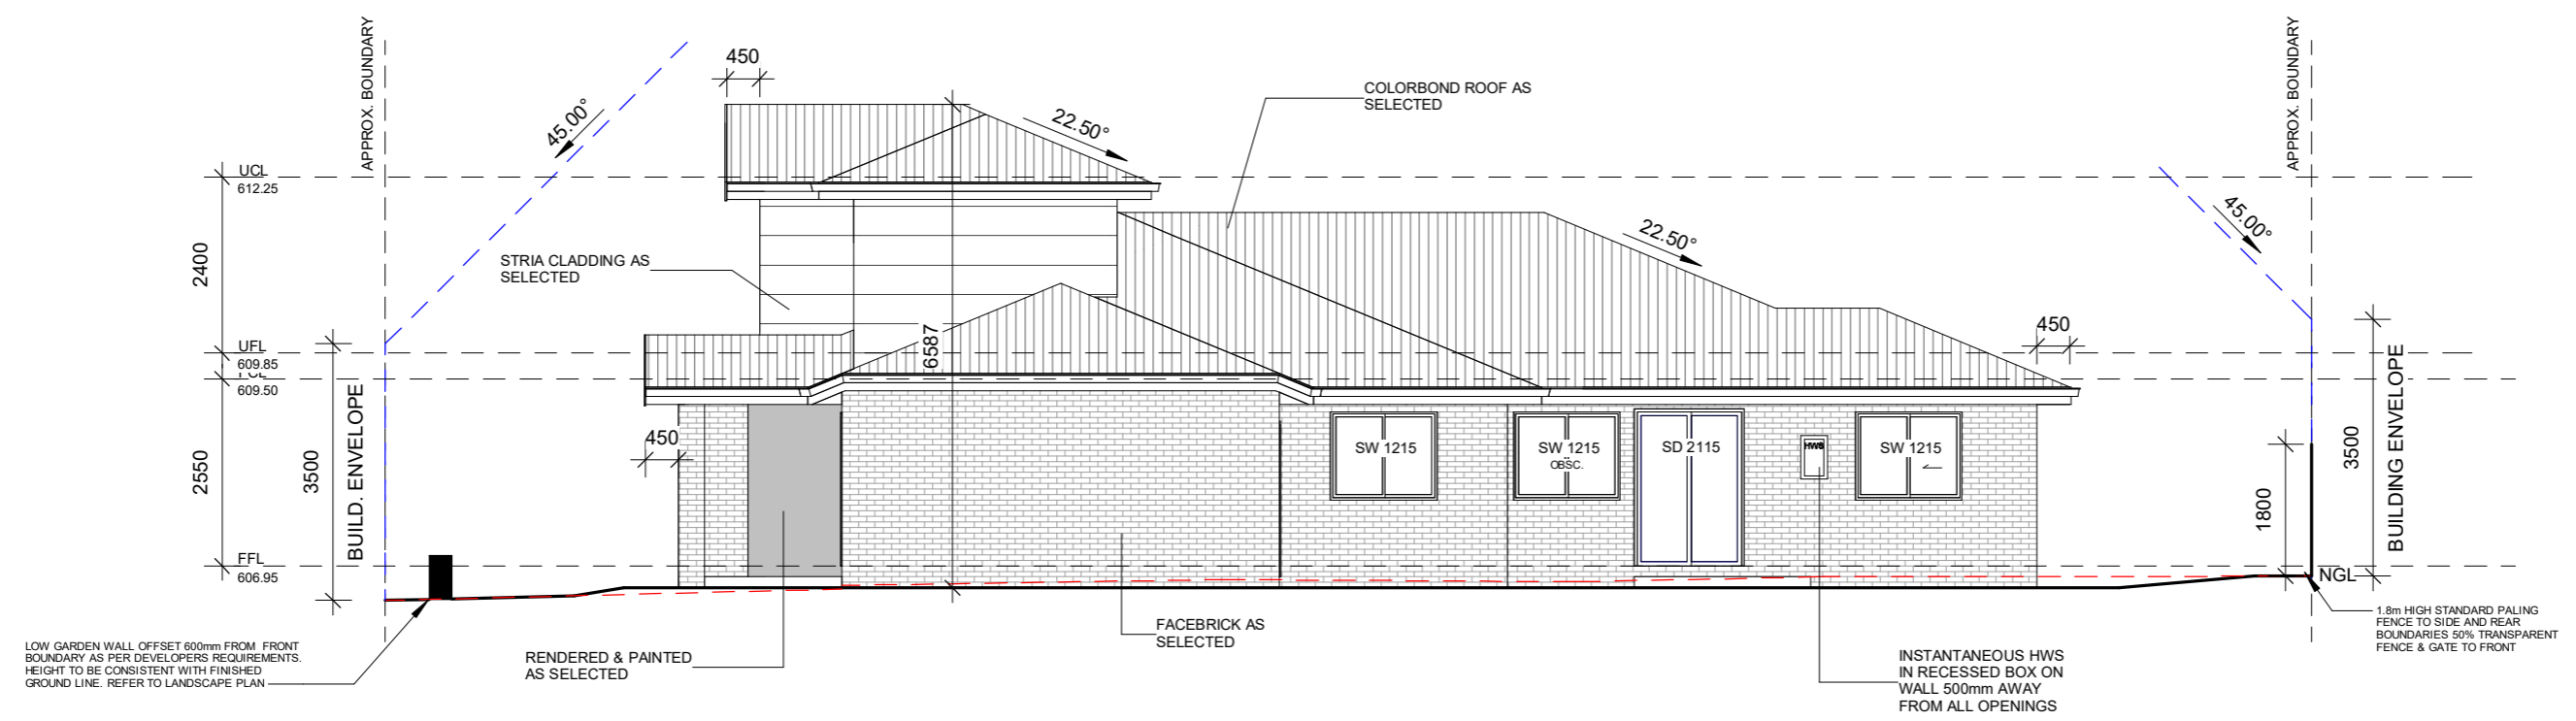 APPROX. BOUNDARY
450
45.00°
22.50°
COLORBOND ROOF AS
SELECTED
APPROX. BOUNDARY
UCL
612.25
2400
STRIA CLADDING AS
SELECTED
22.50°
45.00°
UFL
609.85
609.50
6587
450
3500
BUILD. ENVELOPE
2550
450
SW 1215
SW 1215
OBSC.
SD 2115
HWS
SW 1215
1800
3500
BUILDING ENVELOPE
FFL
606.95
NGL
LOW GARDEN WALL OFFSET 600mm FROM FRONT
BOUNDARY AS PER DEVELOPERS REQUIREMENTS.
HEIGHT TO BE CONSISTENT WITH FINISHED
GROUND LINE. REFER TO LANDSCAPE PLAN
RENDERED & PAINTED
AS SELECTED
FACEBRICK AS
SELECTED
INSTANTANEOUS HWS
IN RECESSED BOX ON
WALL 500mm AWAY
FROM ALL OPENINGS
1.8m HIGH STANDARD PALING
FENCE TO SIDE AND REAR
BOUNDARIES 50% TRANSPARENT
FENCE & GATE TO FRONT